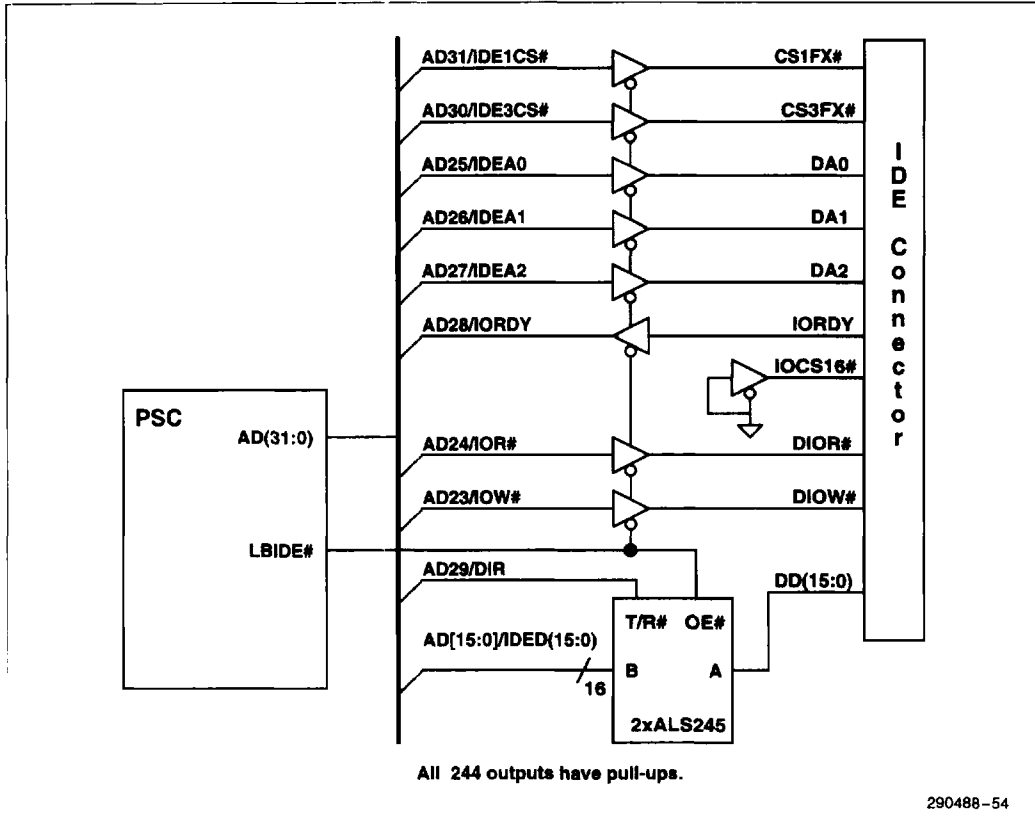 AD31/IDE1CS# CS1FX#
AD30/IDE3CS# CS3FX#
AD25/IDEA0 DA0
AD26/IDEA1 DA1
AD27/IDEA2 DA2
AD28/IORDY IORDY
IOCS16#
IDE Connector
PSC
AD(31:0)
AD24/IOR# DIOR#
AD23/IOW# DIOW#
LBIDE#
AD29/DIR
DD(15:0)
T/R# OE#
AD[15:0]/IDED(15:0)
16
B A
2xALS245
All 244 outputs have pull-ups.
290488-54